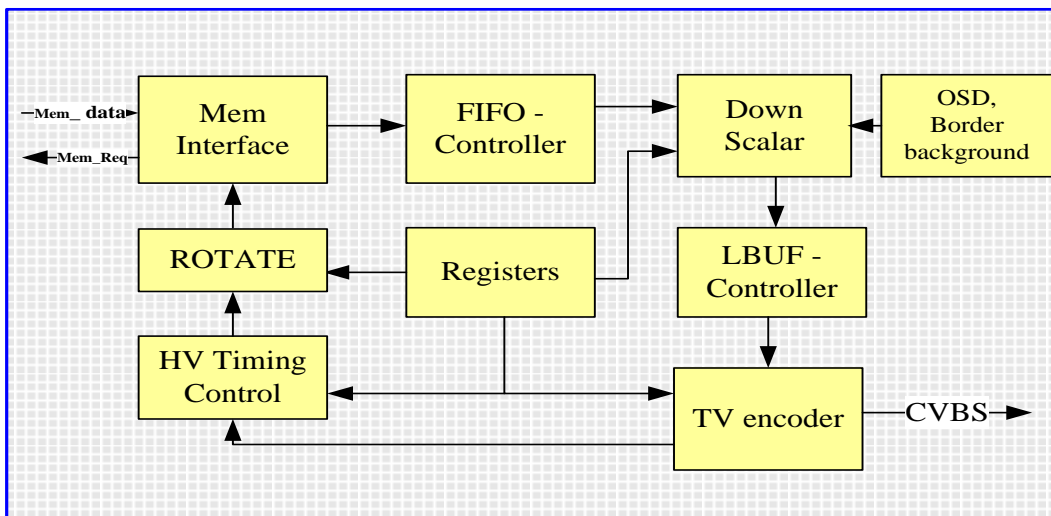 Mem_ data
Mem_Req
Mem
Interface
FIFO -
Controller
Down
Scalar
OSD,
Border
background
ROTATE
Registers
LBUF -
Controller
HV Timing
Control
TV encoder
CVBS